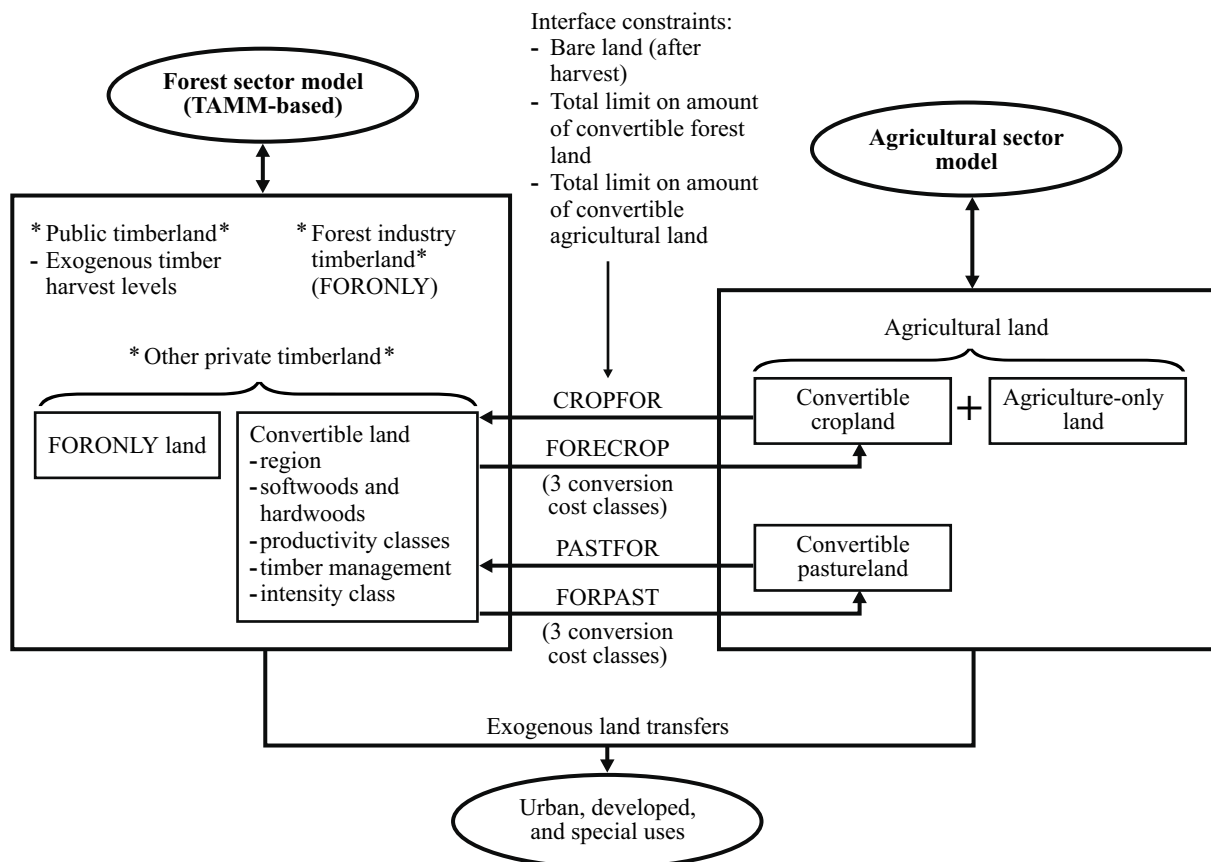 Interface constraints:
- Bare land (after
harvest)
- Total limit on amount
of convertible forest
land
- Total limit on amount
of convertible
agricultural land
Forest sector model
(TAMM-based)
Agricultural sector
model
*Public timberland*
- Exogenous timber
harvest levels
*Forest industry
timberland*
(FORONLY)
*Other private timberland*
FORONLY land
Convertible land
-region
-softwoods and
hardwoods
-productivity classes
-timber management
-intensity class
CROPFOR
FORECROP
(3 conversion
cost classes)
PASTFOR
FORPAST
(3 conversion
cost classes)
Agricultural land
Convertible
cropland
+
Agriculture-only
land
Convertible
pastureland
Exogenous land transfers
Urban, developed,
and special uses